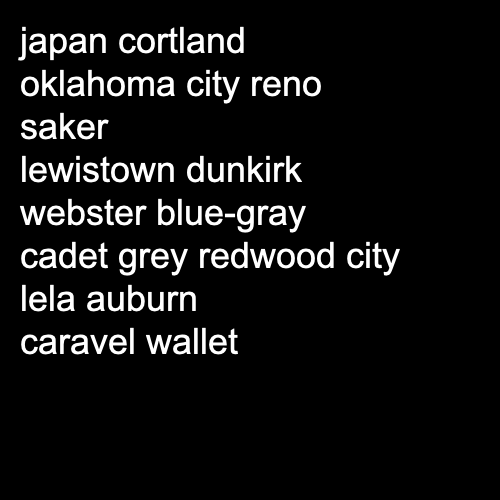 japan cortland
oklahoma city reno
saker
lewistown dunkirk
webster blue-gray
cadet grey redwood city
lela auburn
caravel wallet